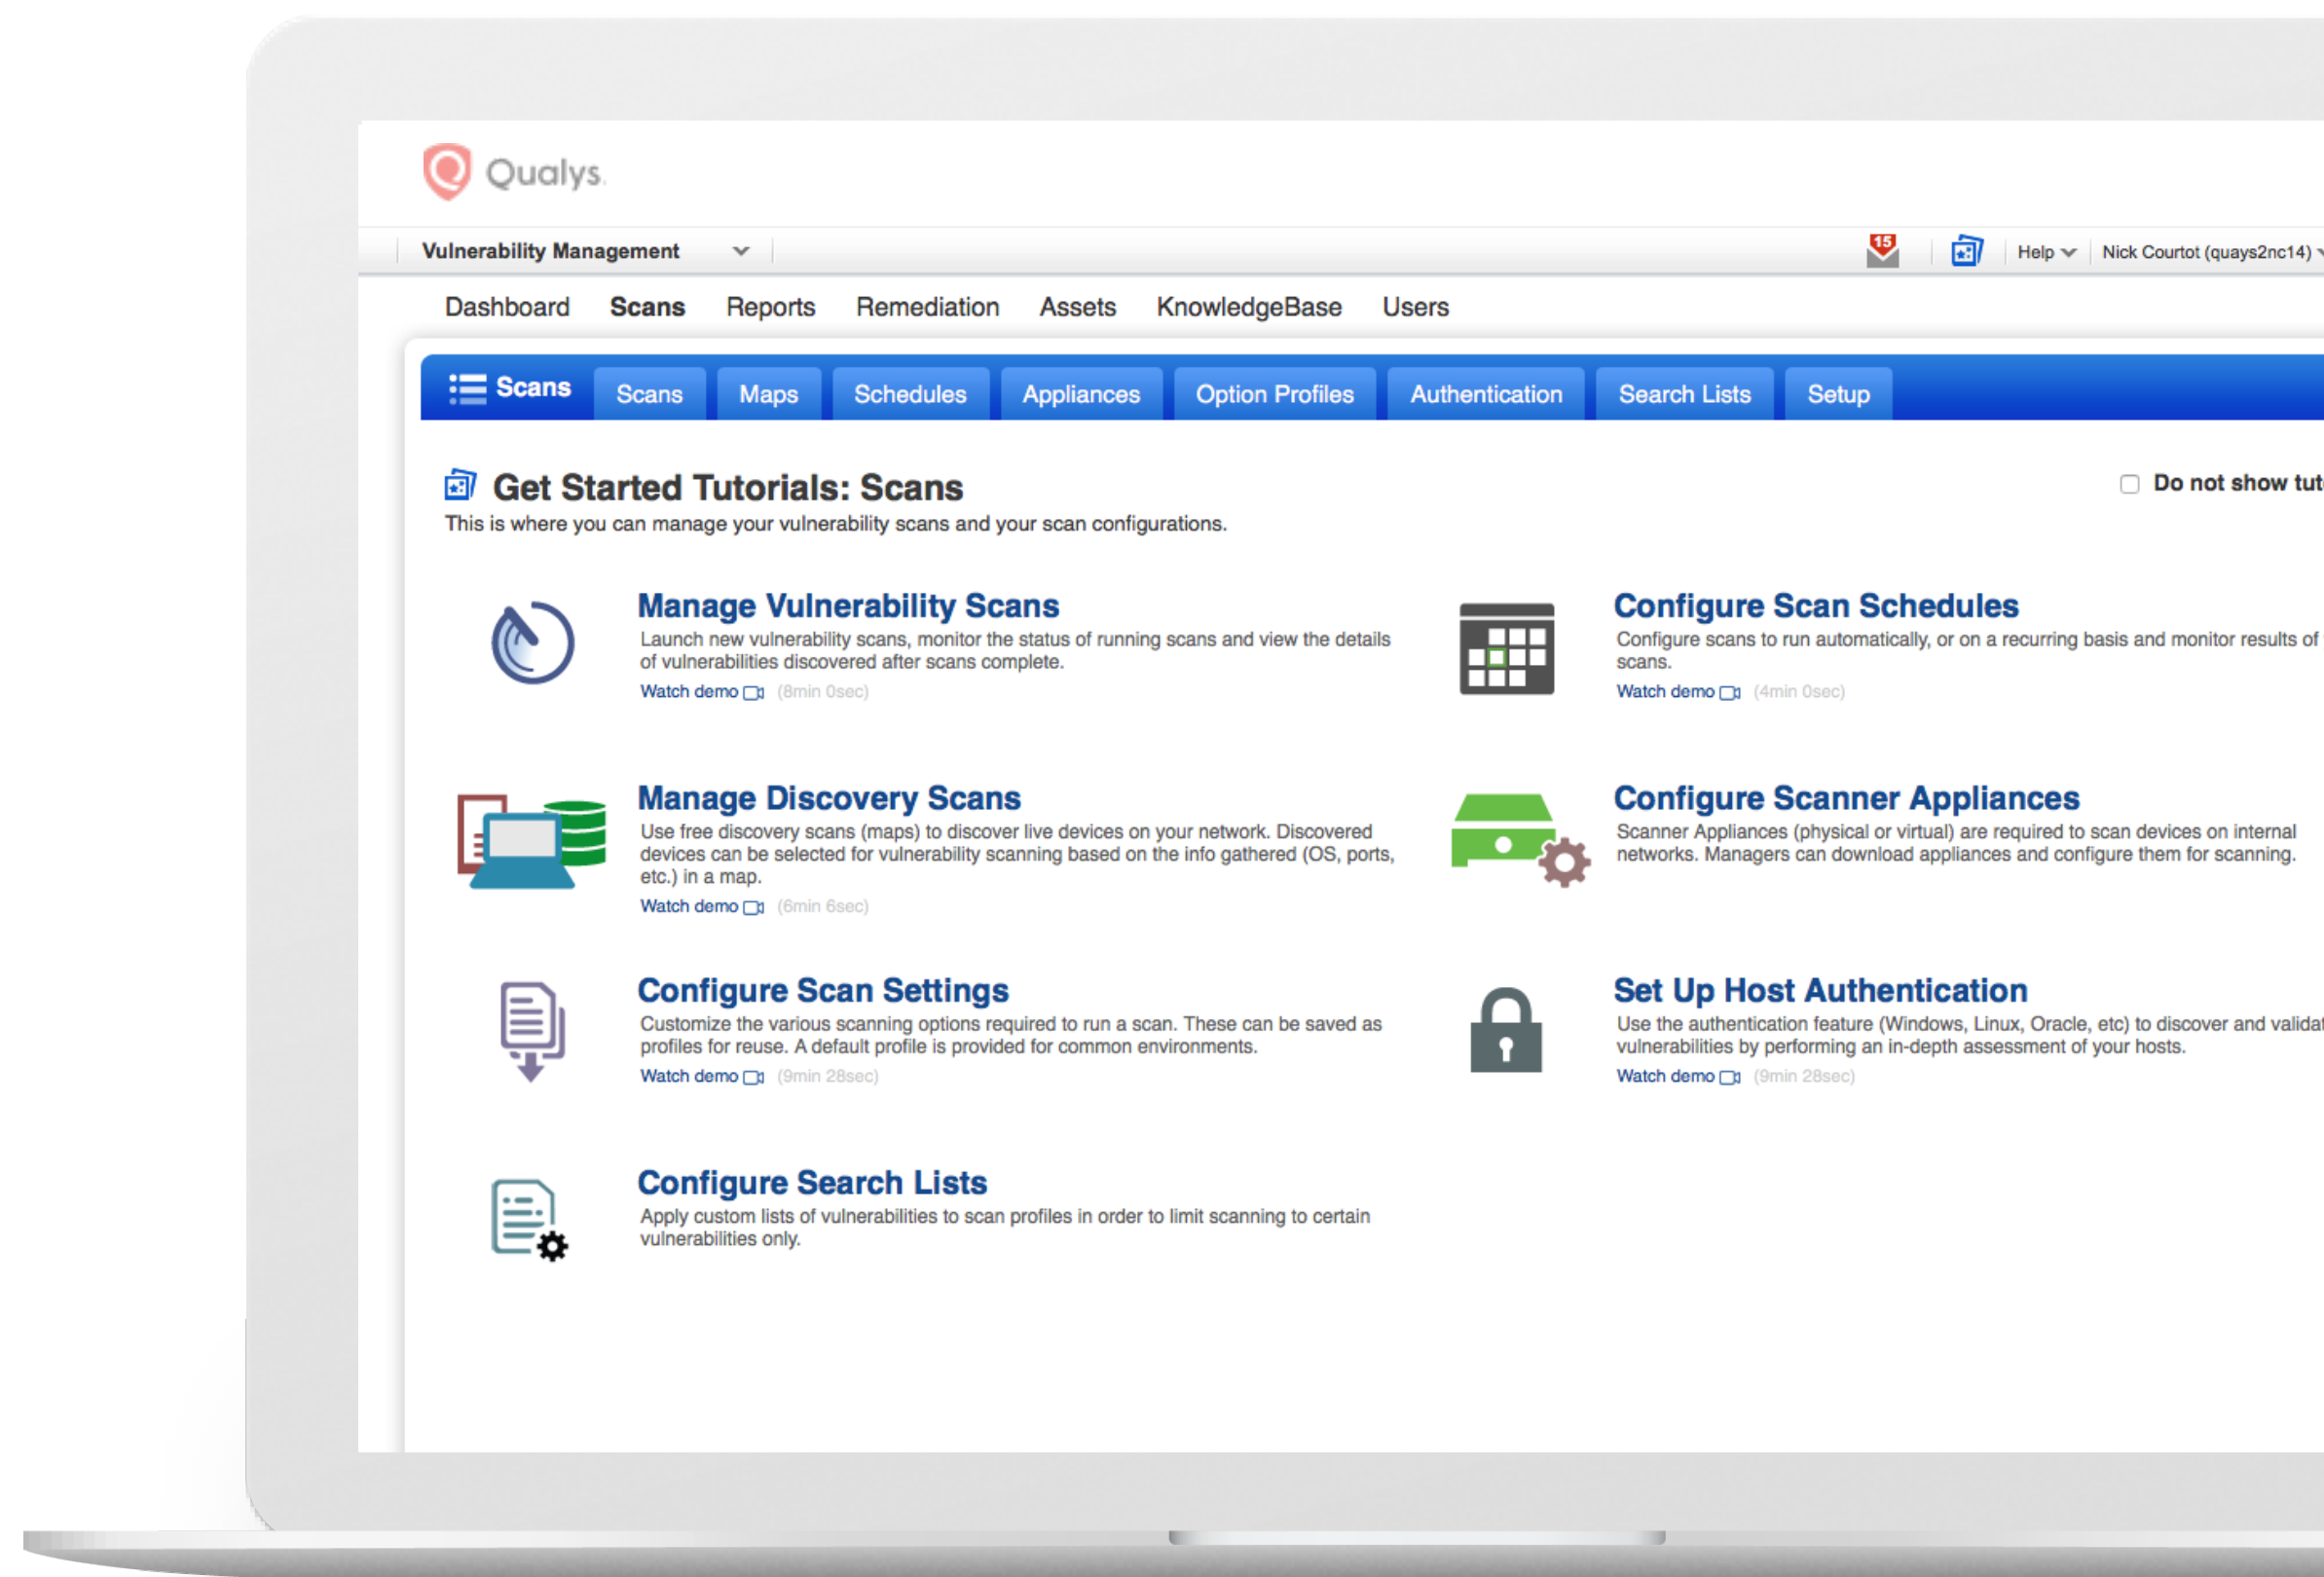 Qualys.
Vulnerability Management
15
Help
Nick Courtot (quays2nc14)
Dashboard Scans Reports Remediation Assets KnowledgeBase Users
Scans Scans Maps Schedules Appliances Option Profiles Authentication Search Lists Setup
Get Started Tutorials: Scans
Do not show
This is where you can manage your vulnerability scans and your scan configurations.
Manage Vulnerability Scans
Launch new vulnerability scans, monitor the status of running scans and view the details
of vulnerabilities discovered after scans complete.
Watch demo (8min 0sec)
Configure Scan Schedules
Configure scans to run automatically, or on a recurring basis and monitor results of
scans.
Watch demo (4min 0sec)
Manage Discovery Scans
Use free discovery scans (maps) to discover live devices on your network. Discovered
devices can be selected for vulnerability scanning based on the info gathered (OS, ports,
etc.) in a map.
Watch demo (6min 6sec)
Configure Scanner Appliances
Scanner Appliances (physical or virtual) are required to scan devices on internal
networks. Managers can download appliances and configure them for scanning.
Configure Scan Settings
Customize the various scanning options required to run a scan. These can be saved as
profiles for reuse. A default profile is provided for common environments.
Watch demo (9min 28sec)
Set Up Host Authentication
Use the authentication feature (Windows, Linux, Oracle, etc) to discover and
vulnerabilities by performing an in-depth assessment of your hosts.
Watch demo (9min 28sec)
Configure Search Lists
Apply custom lists of vulnerabilities to scan profiles in order to limit scanning to certain
vulnerabilities only.